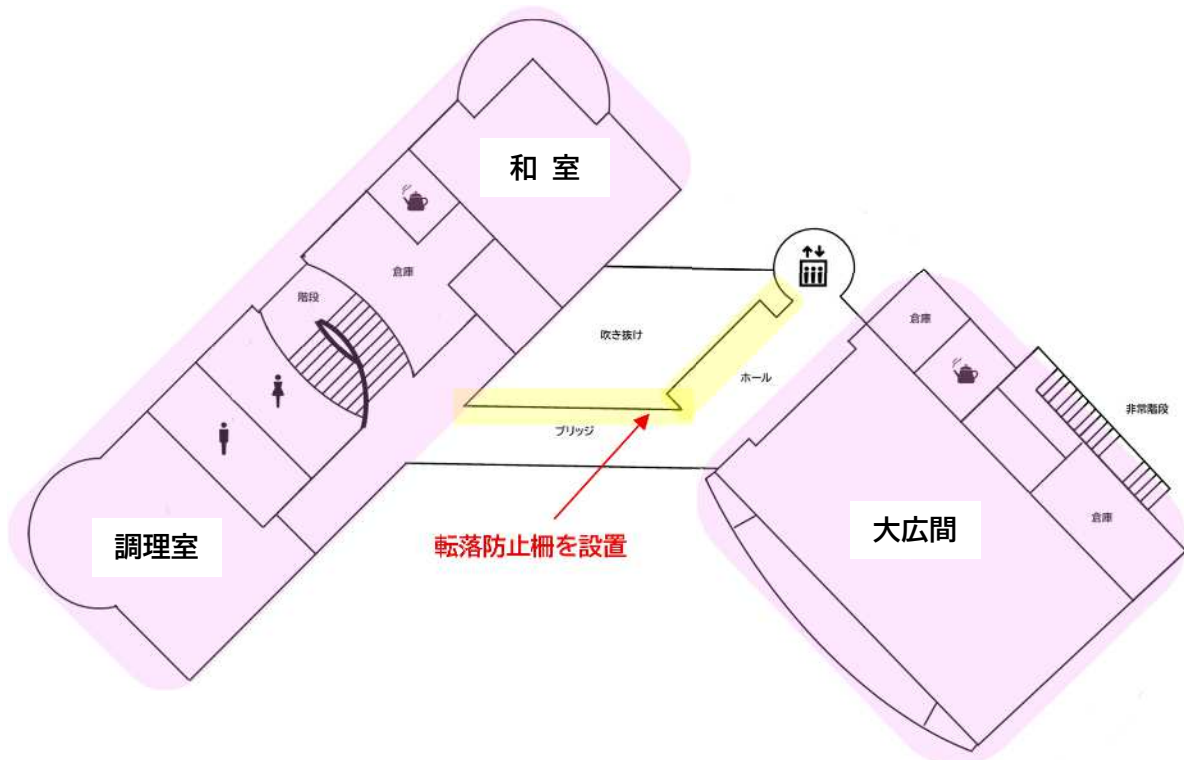 和 室
倉庫
階段
吹き抜け
倉庫
ホール
非常階段
ブリッジ
倉庫
大広間
調理室
転落防止柵を設置